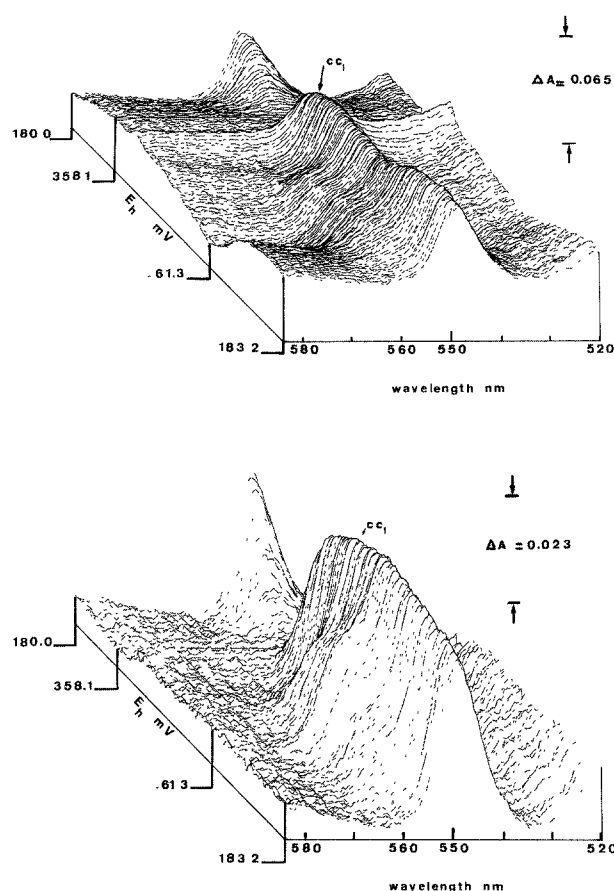 cc₁
ΔA = 0.065
180 0
358 1
Eh mV
-61.3
183 2
580 560 550 520
wavelength nm
cc₁
ΔA = 0.023
180.0
358.1
Eh mV
-61 3
183 2
580 560 550 520
wavelength nm